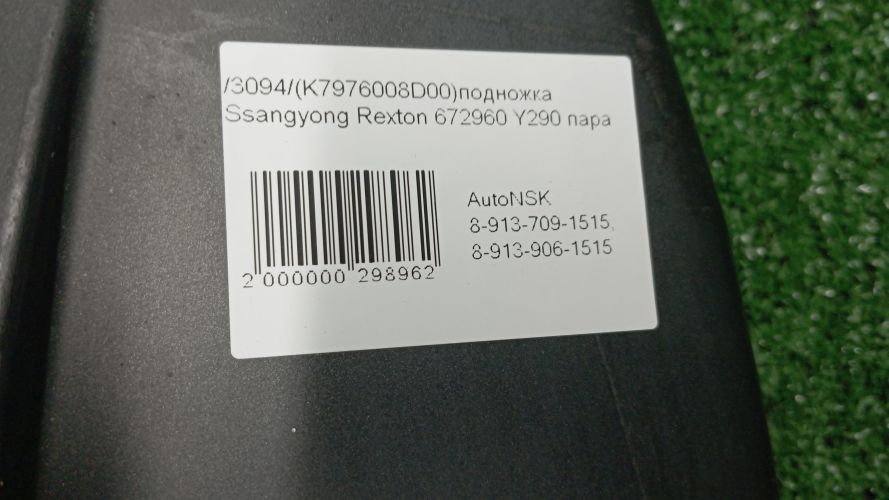 /3094/(K7976008D00)подножка
Ssangyong Rexton 672960 Y290 пара
AutoNSK
8-913-709-1515,
8-913-906-1515
2 000000 298962